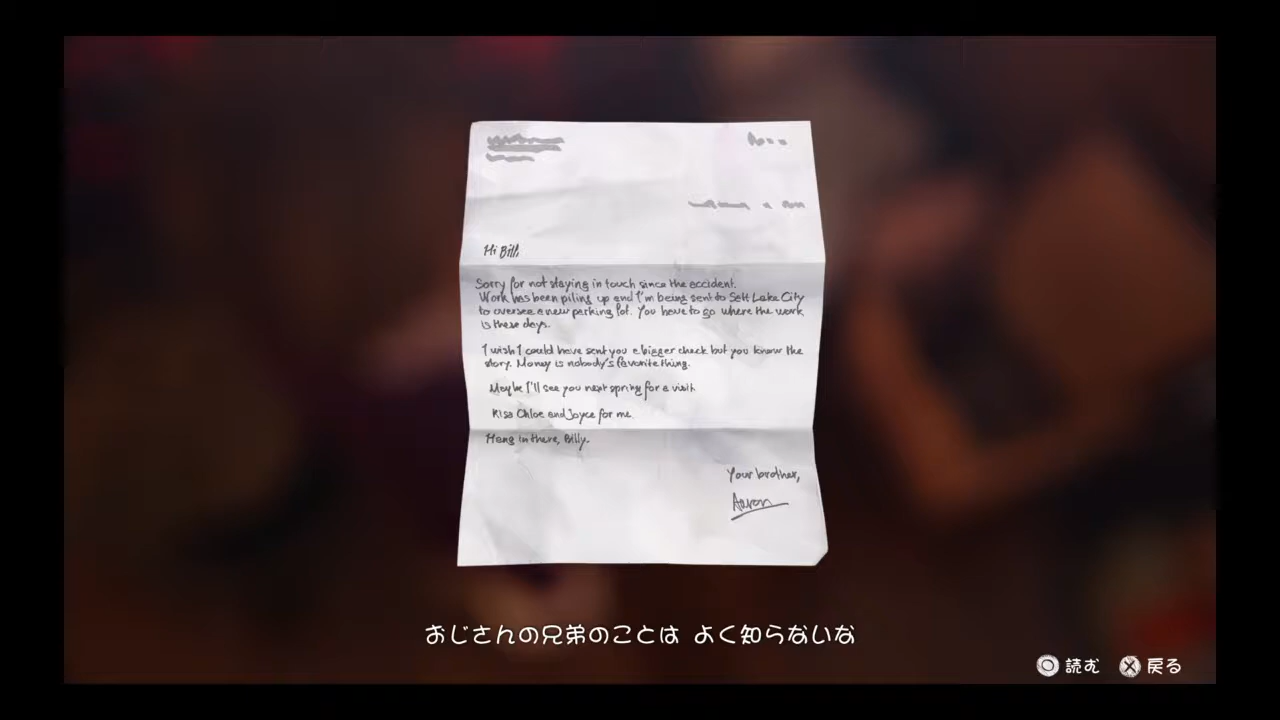 Hi Bill,
Sorry for not staying in touch since the accident.
Work has been piling up and I'm being sent to Salt Lake City
to oversee a new parking lot. You have to go where the work
is these days.
I wish I could have sent you a bigger check but you know the
story. Money is nobody's favorite thing.
Maybe I'll see you next spring for a visit.
Kiss Chloe and Joyce for me.
Hang in there, Billy.
Your brother,
Aaron
おじさんの兄弟のことは よく知らないな
読む 戻る